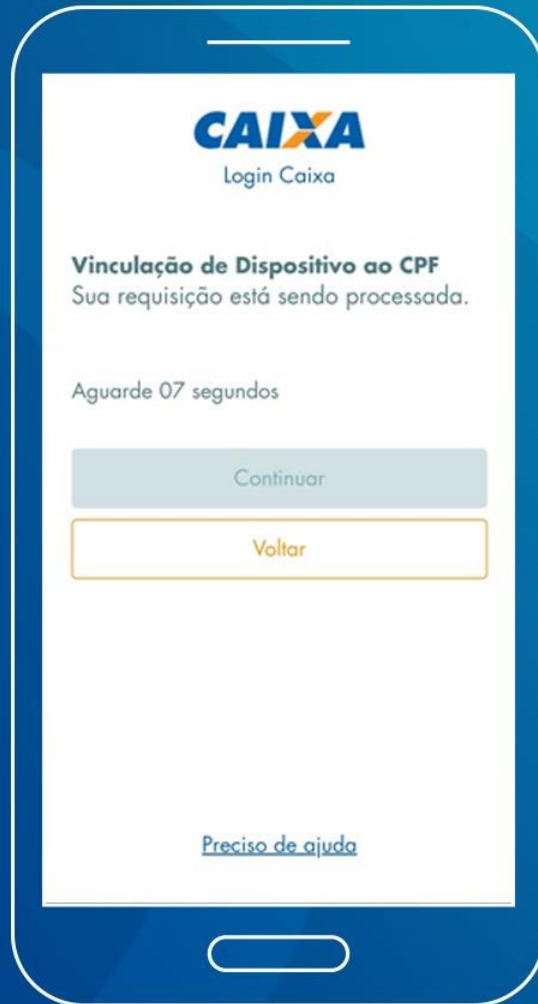 CAIXA
Login Caixa
Vinculação de Dispositivo ao CPF
Sua requisição está sendo processada.
Aguarde 07 segundos
Continuar
Voltar
Preciso de ajuda